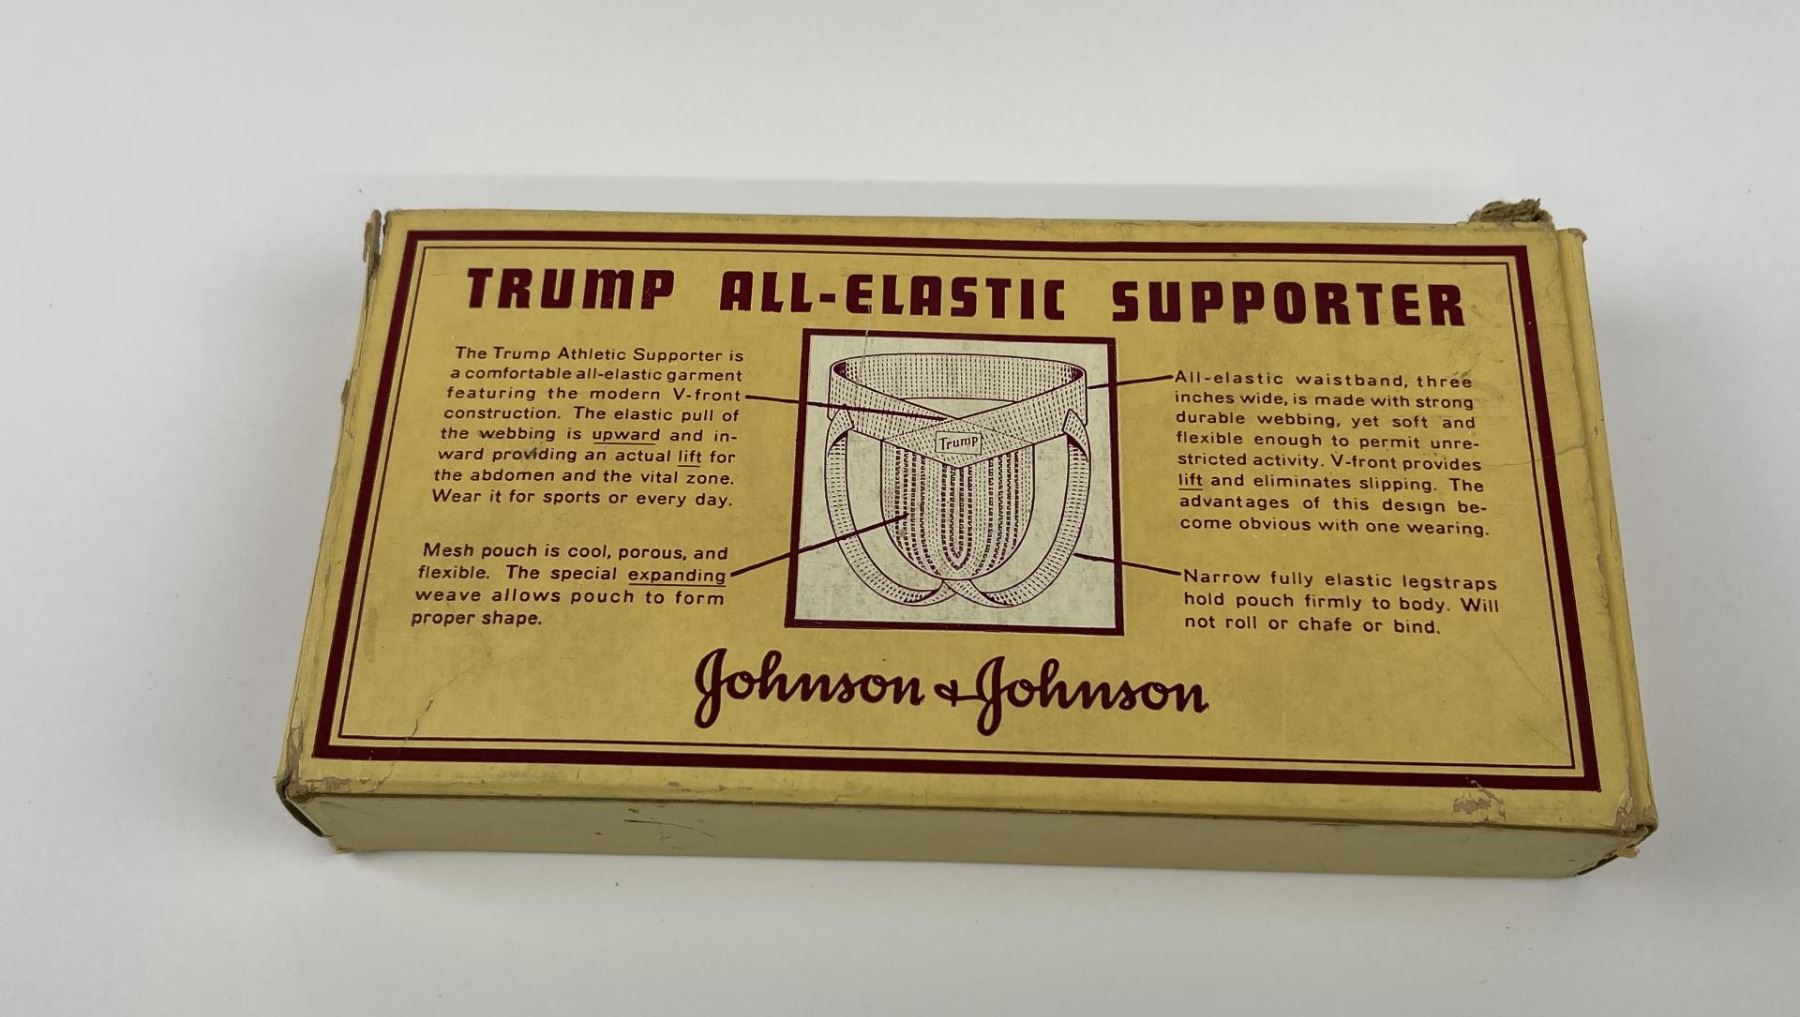 TRUMP ALL-ELASTIC SUPPORTER
The Trump Athletic Supporter is
a comfortable all-elastic garment
featuring the modern V-front
construction. The elastic pull of
the webbing is upward and in-
ward providing an actual lift for
the abdomen and the vital zone.
Wear it for sports or every day.
Mesh pouch is cool, porous, and
flexible. The special expanding
weave allows pouch to form
proper shape.
Trump
All-elastic waistband, three
inches wide, is made with strong
durable webbing, yet soft and
flexible enough to permit unre-
stricted activity. V-front provides
lift and eliminates slipping. The
advantages of this design be-
come obvious with one wearing.
Narrow fully elastic legstraps
hold pouch firmly to body. Will
not roll or chafe or bind.
Johnson & Johnson